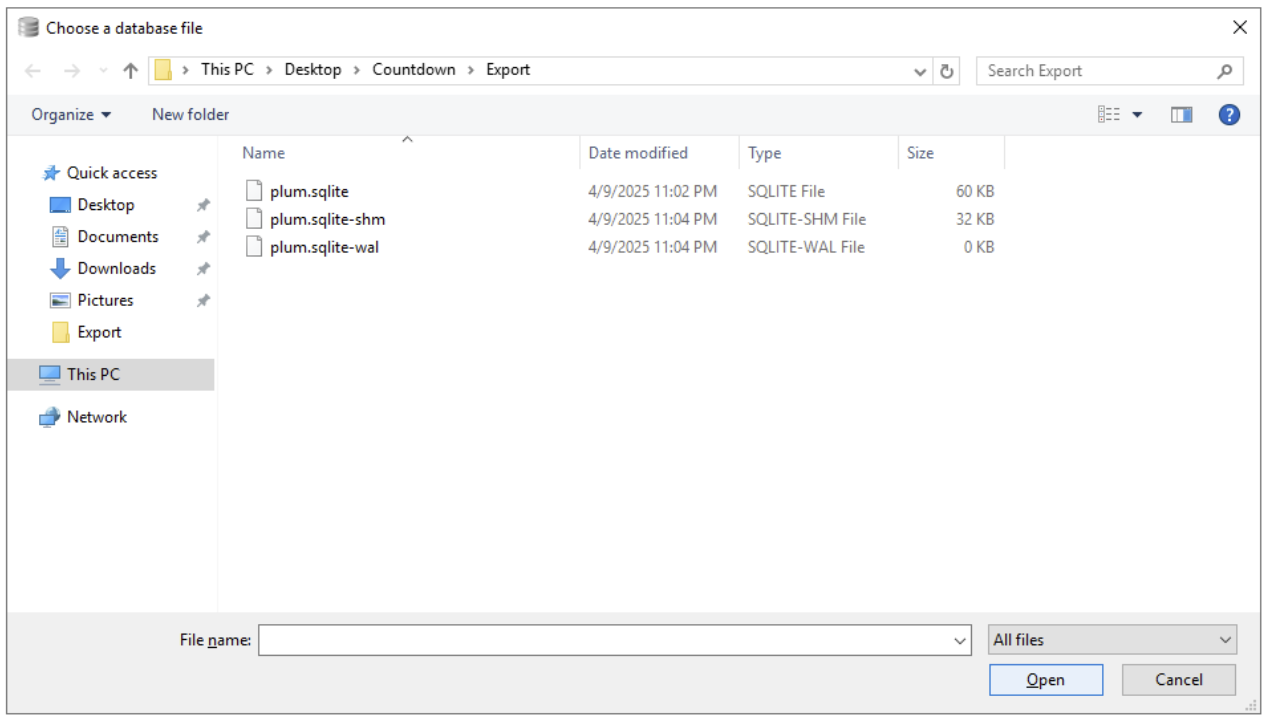 Choose a database file
This PC > Desktop > Countdown > Export
Search Export
Organize New folder
?
Name Date modified Type Size
Quick access
Desktop
Documents
Downloads
Pictures
Export
This PC
Network
plum.sqlite 4/9/2025 11:02 PM SQLITE File 60 KB
plum.sqlite-shm 4/9/2025 11:04 PM SQLITE-SHM File 32 KB
plum.sqlite-wal 4/9/2025 11:04 PM SQLITE-WAL File 0 KB
File name:
All files
Open Cancel